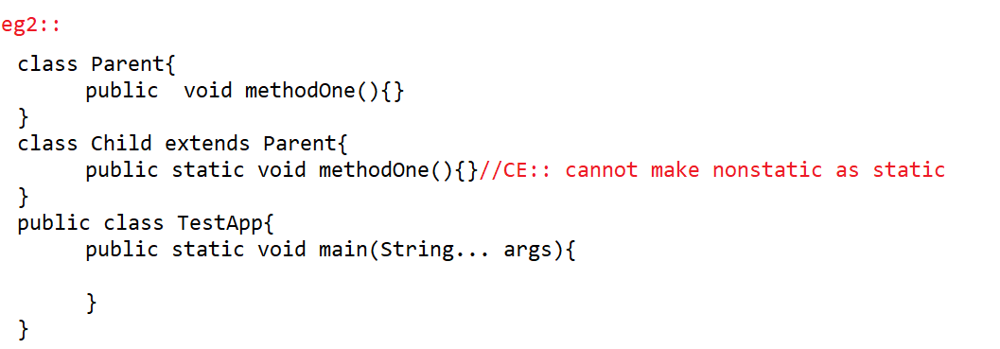 eg2::
class Parent{
public  void methodOne(){}
}
class Child extends Parent{
public static void methodOne(){}//CE:: cannot make nonstatic as static
}
public class TestApp{
public static void main(String... args){
}
}